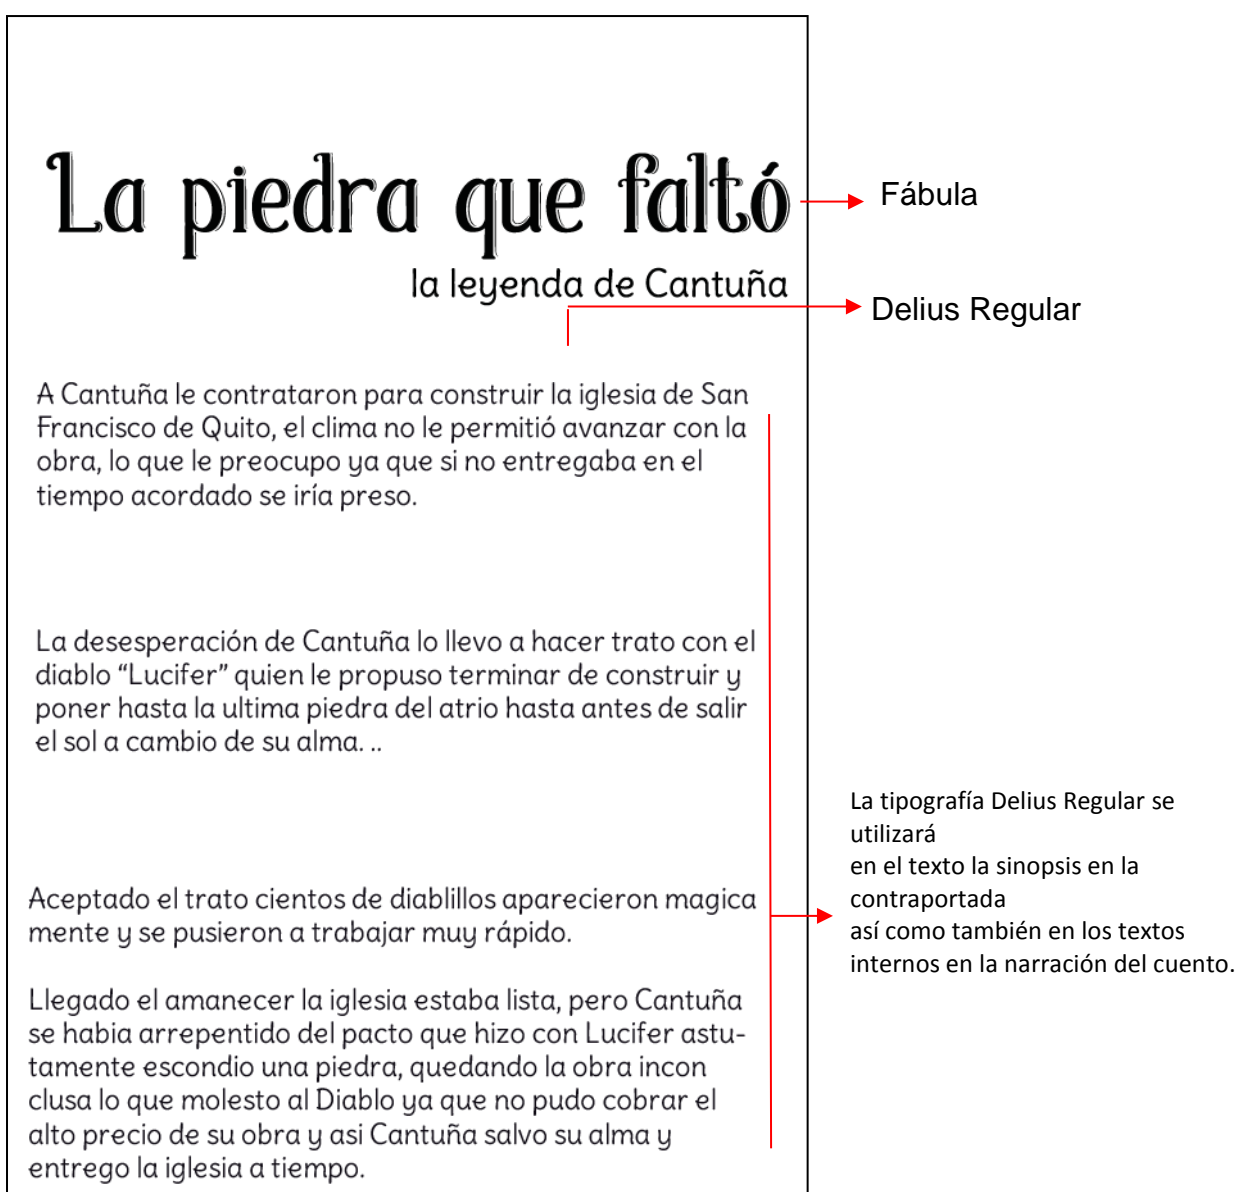 La piedra que faltó
Fábula
la leyenda de Cantuña
Delius Regular
A Cantuña le contrataron para construir la iglesia de San
Francisco de Quito, el clima no le permitió avanzar con la
obra, lo que le preocupo ya que si no entregaba en el
tiempo acordado se iría preso.
La desesperación de Cantuña lo llevo a hacer trato con el
diablo “Lucifer” quien le propuso terminar de construir y
poner hasta la ultima piedra del atrio hasta antes de salir
el sol a cambio de su alma. ..
Aceptado el trato cientos de diablillos aparecieron magica
mente y se pusieron a trabajar muy rápido.
Llegado el amanecer la iglesia estaba lista, pero Cantuña
se habia arrepentido del pacto que hizo con Lucifer astu-
tamente escondio una piedra, quedando la obra incon
clusa lo que molesto al Diablo ya que no pudo cobrar el
alto precio de su obra y asi Cantuña salvo su alma y
entrego la iglesia a tiempo.
La tipografía Delius Regular se
utilizará
en el texto la sinopsis en la
contraportada
así como también en los textos
internos en la narración del cuento.